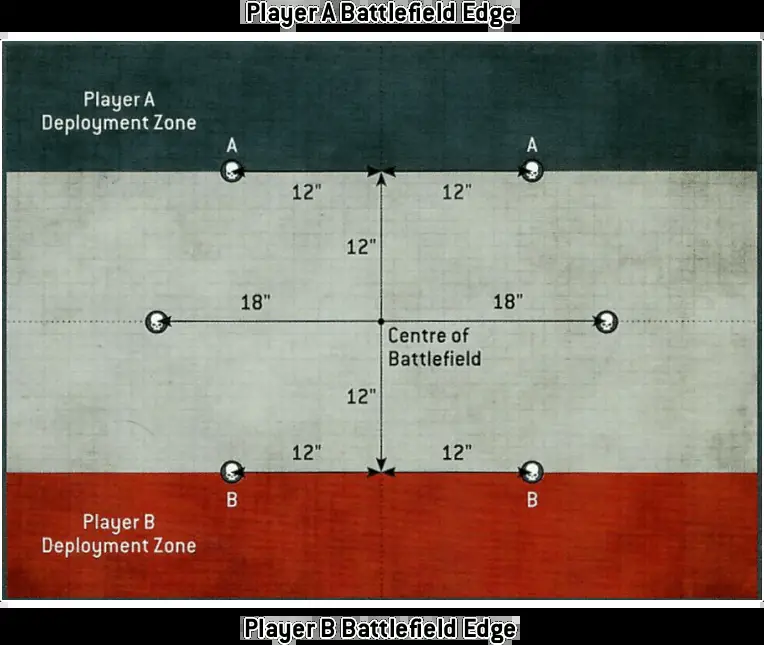 Player A Battlefield Edge
Player A
Deployment Zone
A
A
12"
12"
12"
18"
18"
Centre of
Battlefield
12"
12"
12"
B
B
Player B
Deployment Zone
Player B Battlefield Edge